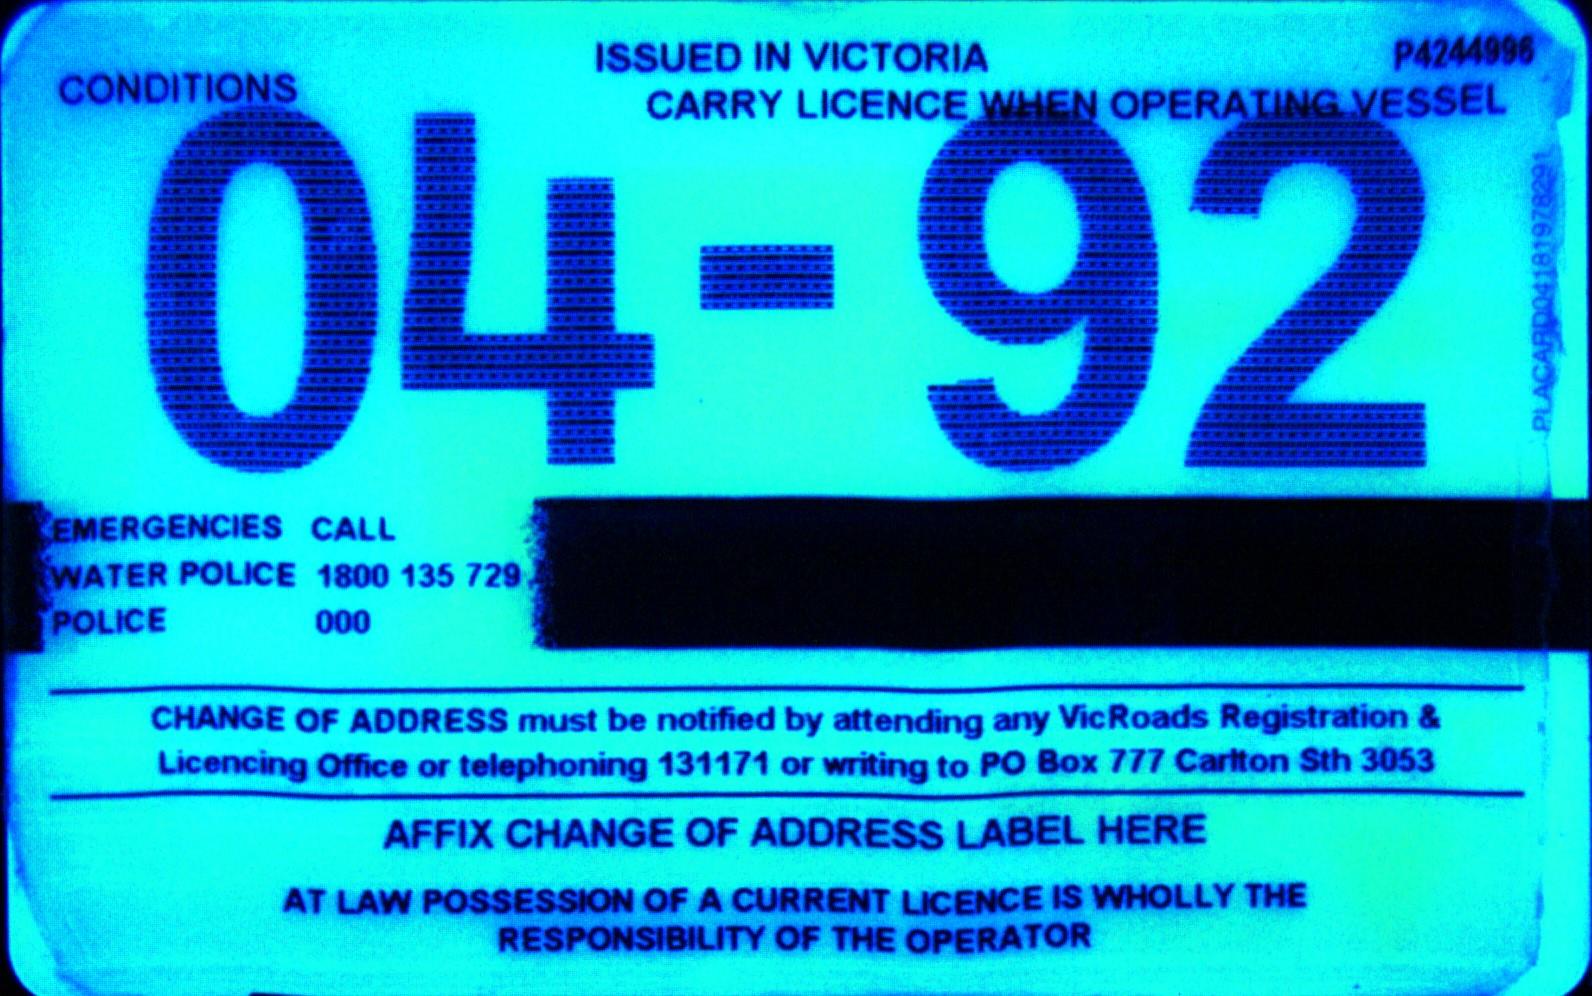 ISSUED IN VICTORIA
P4244996
CONDITIONS
CARRY LICENCE WHEN OPERATING VESSEL
04-92
PLACARD04181978291
EMERGENCIES CALL
WATER POLICE 1800 135 729
POLICE 000
CHANGE OF ADDRESS must be notified by attending any VicRoads Registration &
Licencing Office or telephoning 131171 or writing to PO Box 777 Carlton Sth 3053
AFFIX CHANGE OF ADDRESS LABEL HERE
AT LAW POSSESSION OF A CURRENT LICENCE IS WHOLLY THE
RESPONSIBILITY OF THE OPERATOR